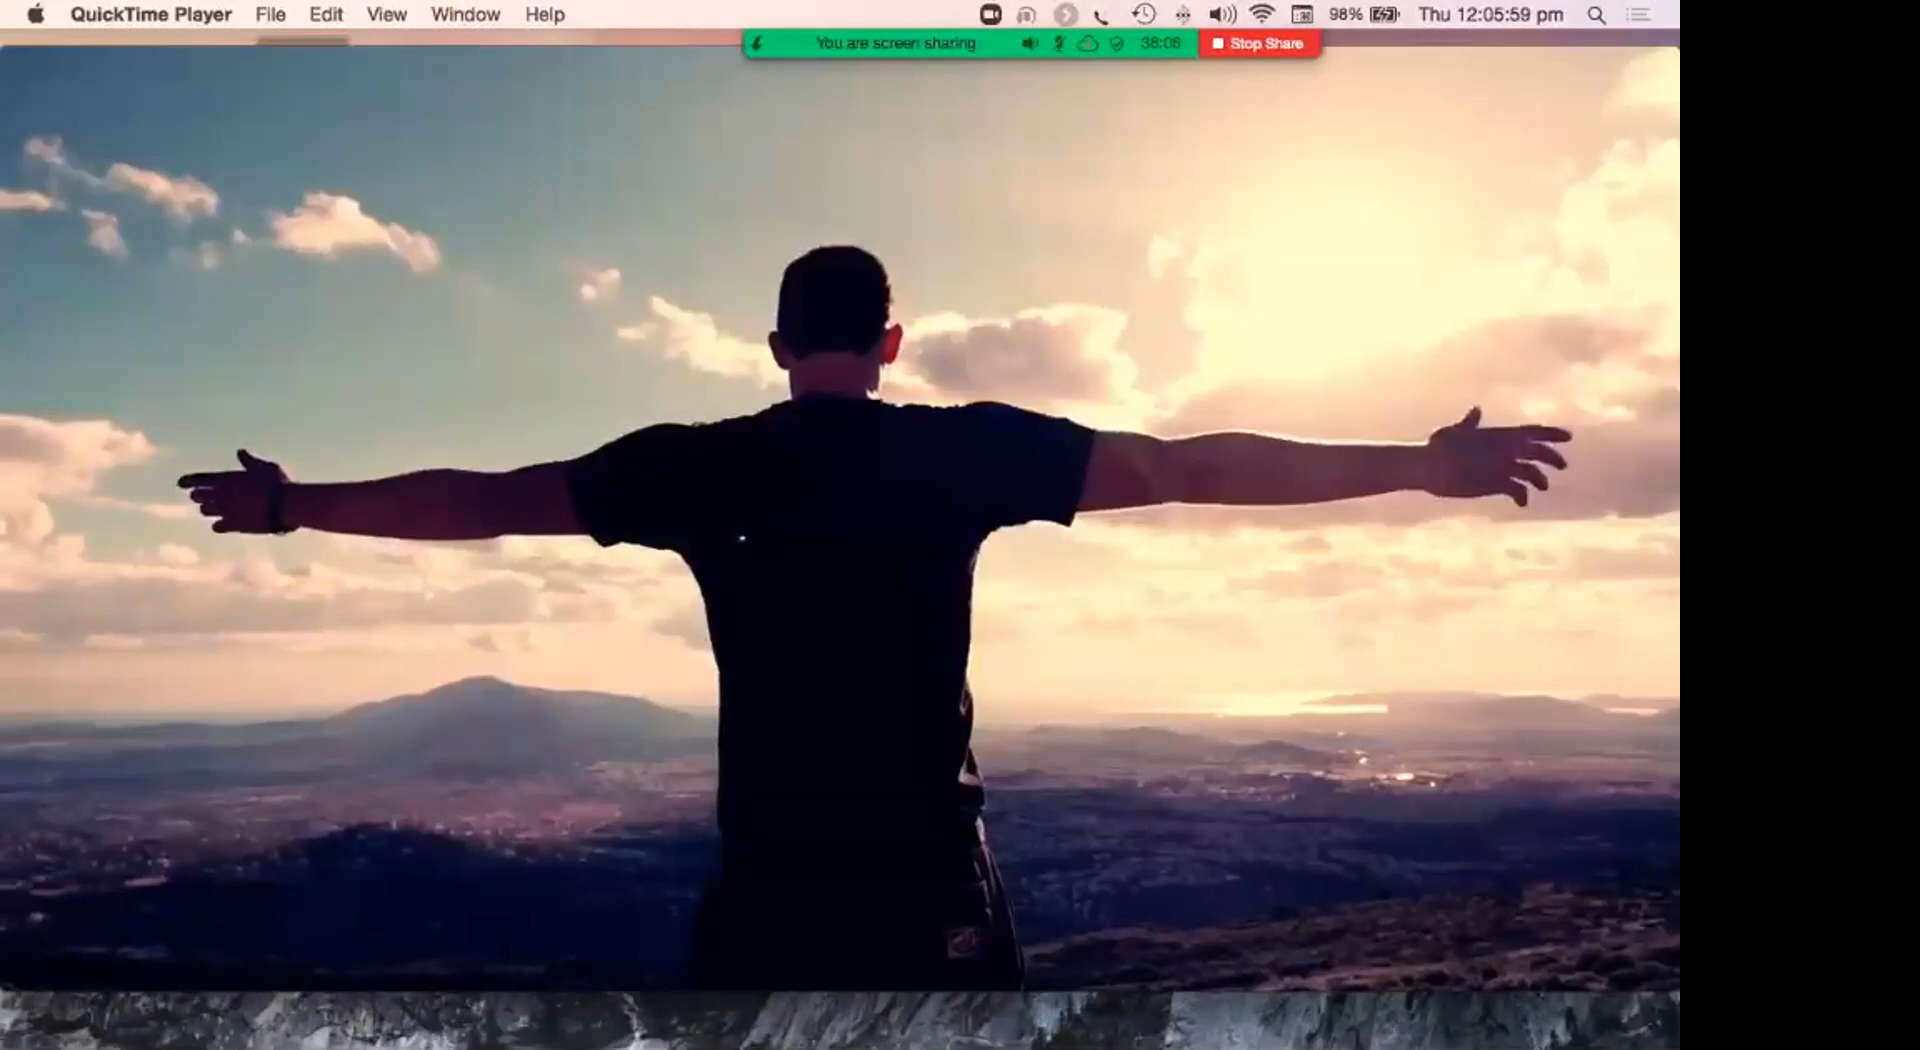 QuickTime Player File Edit View Window Help 98% Thu 12:05:59 pm
You are screen sharing 38:06 Stop Share